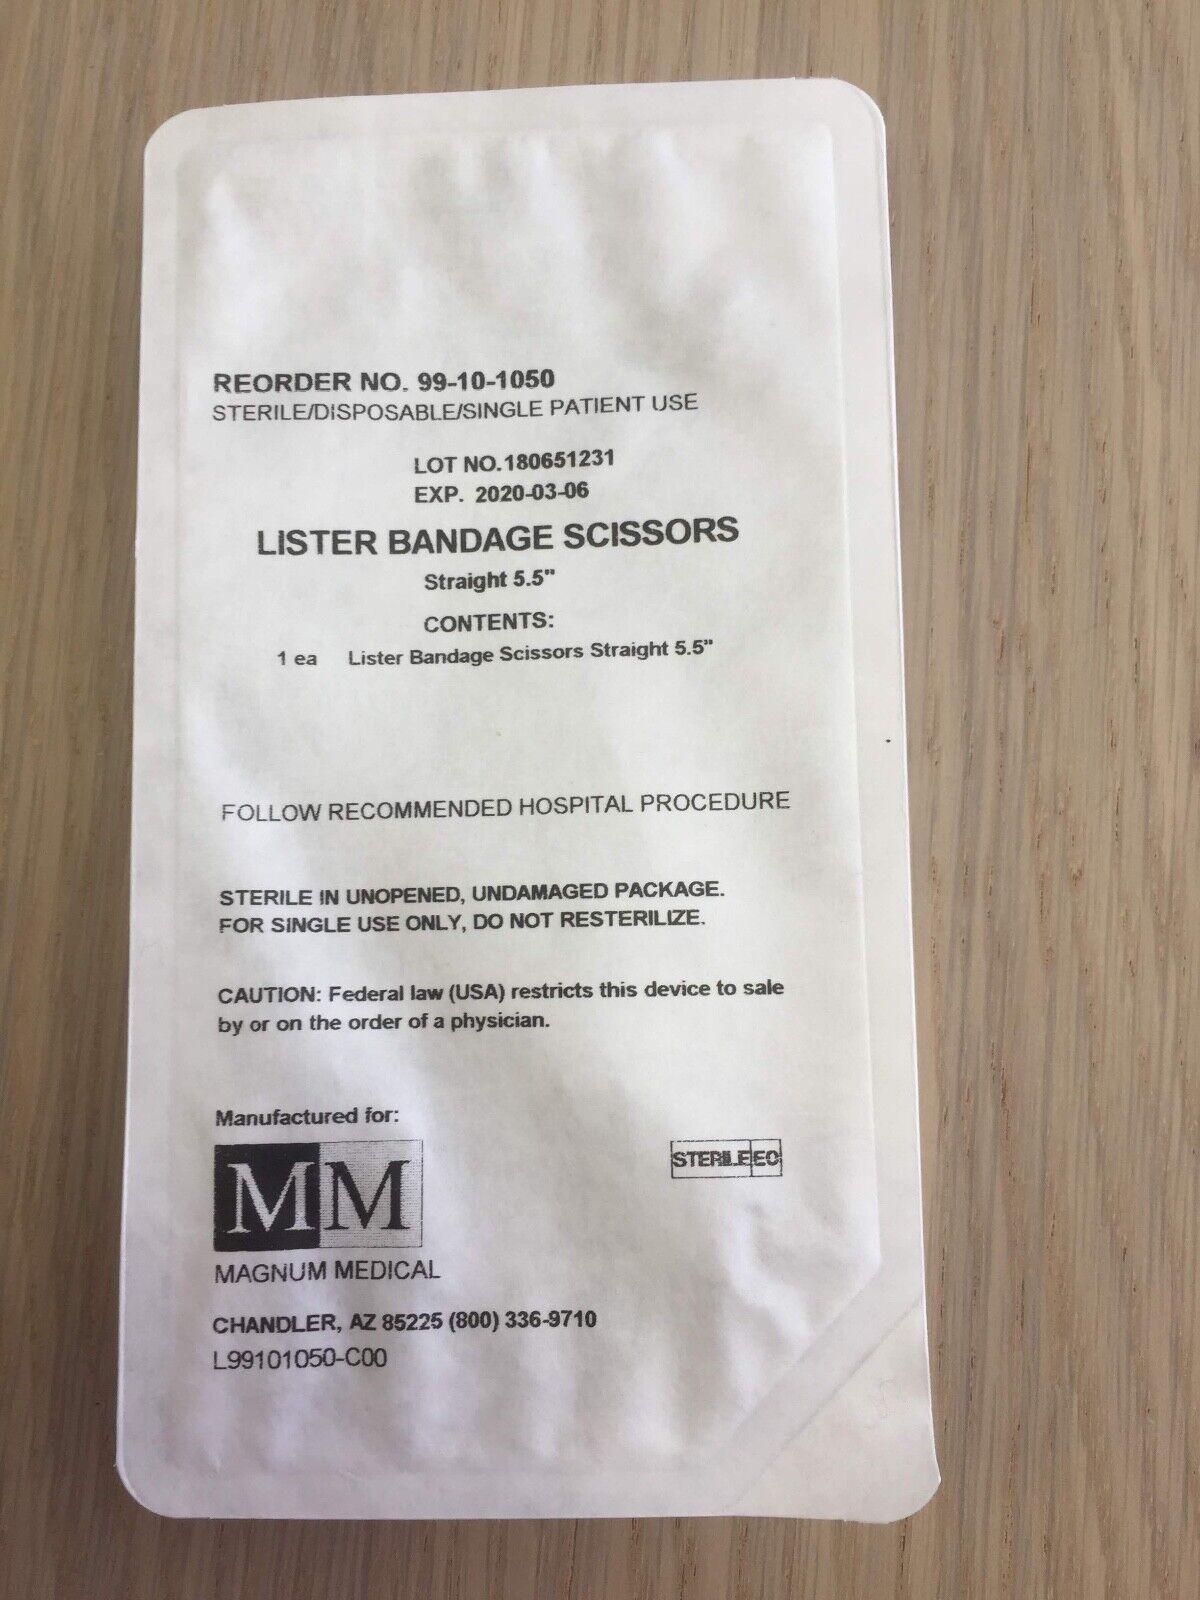 REORDER NO. 99-10-1050
STERILE/DISPOSABLE/SINGLE PATIENT USE
LOT NO.180651231
EXP. 2020-03-06
LISTER BANDAGE SCISSORS
Straight 5.5"
CONTENTS:
1 ea Lister Bandage Scissors Straight 5.5"
FOLLOW RECOMMENDED HOSPITAL PROCEDURE
STERILE IN UNOPENED, UNDAMAGED PACKAGE.
FOR SINGLE USE ONLY, DO NOT RESTERILIZE.
CAUTION: Federal law (USA) restricts this device to sale
by or on the order of a physician.
Manufactured for:
MM
STERILE EO
MAGNUM MEDICAL
CHANDLER, AZ 85225 (800) 336-9710
L99101050-C00